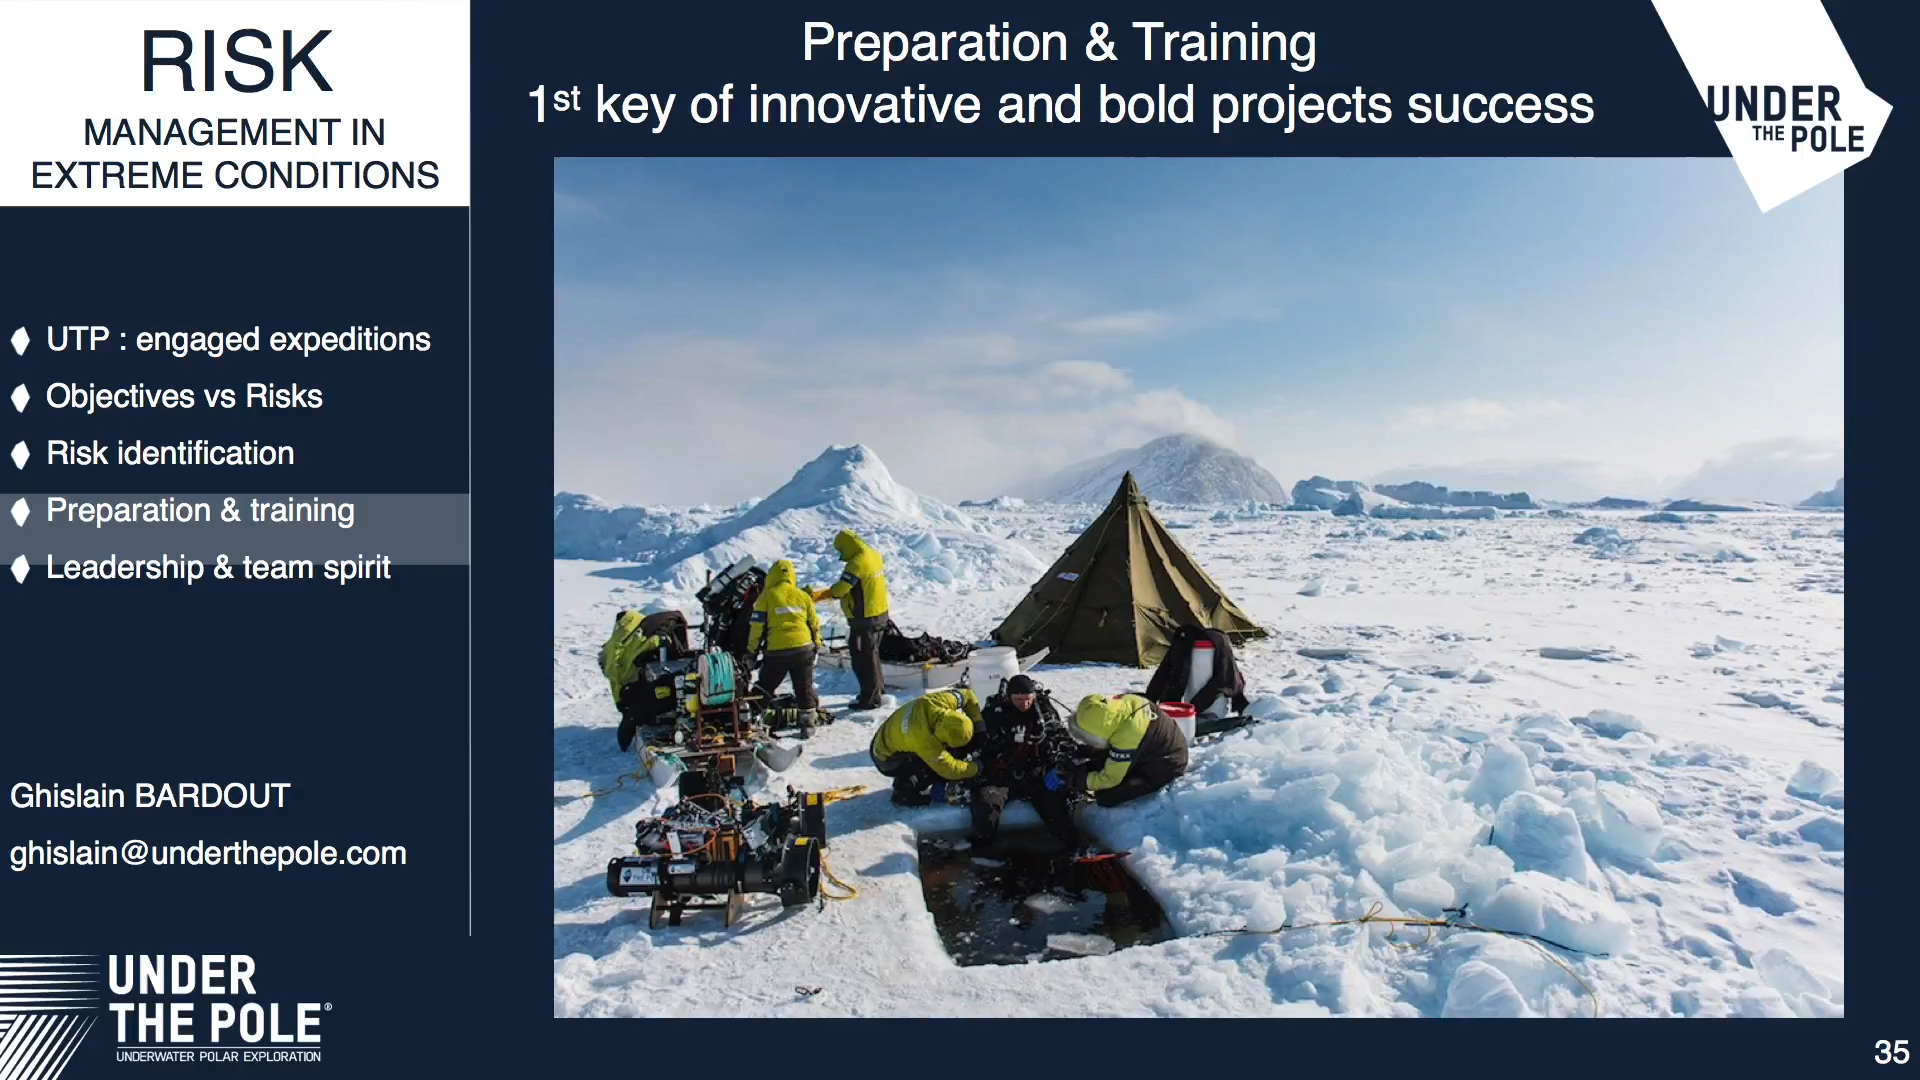 RISK
MANAGEMENT IN
EXTREME CONDITIONS
Preparation & Training
1st key of innovative and bold projects success
UNDER
THE POLE
UTP : engaged expeditions
Objectives vs Risks
Risk identification
Preparation & training
Leadership & team spirit
Ghislain BARDOUT
ghislain@underthepole.com
UNDER
THE POLE®
UNDERWATER POLAR EXPLORATION
35